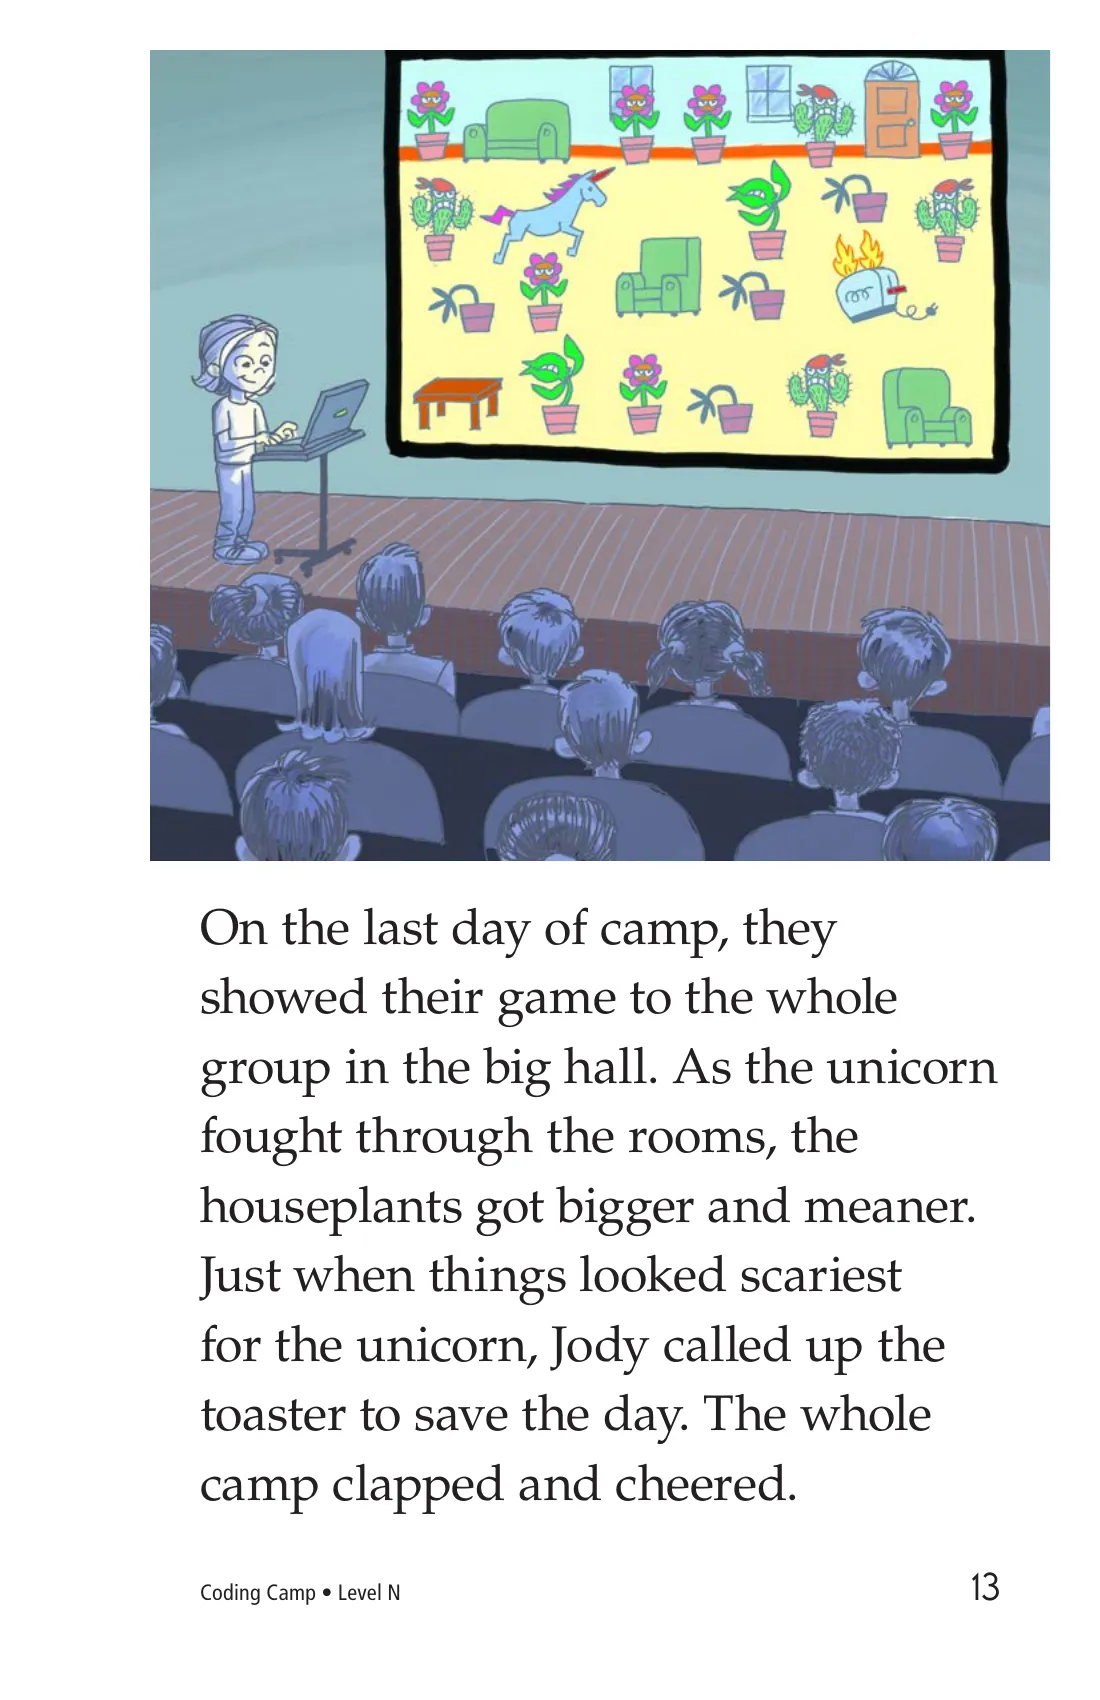 On the last day of camp, they
showed their game to the whole
group in the big hall. As the unicorn
fought through the rooms, the
houseplants got bigger and meaner.
Just when things looked scariest
for the unicorn, Jody called up the
toaster to save the day. The whole
camp clapped and cheered.
Coding Camp • Level N
13